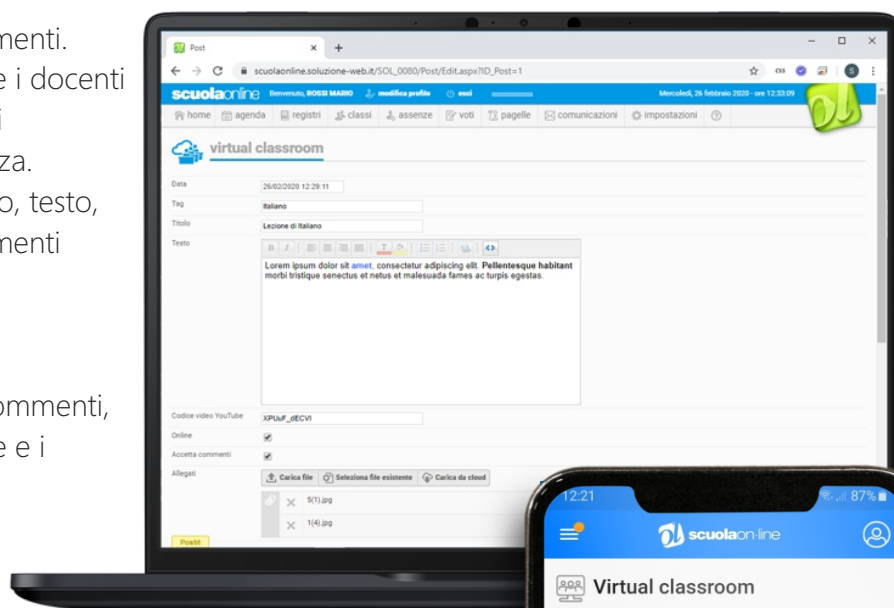 menti.
e i docenti
i
za.
o, testo,
menti
ommenti,
e e i
Post
scuolaonline.soluzione-web.it/SOL_0080/Post/Edit.aspx?ID_Post=1
css
S
scuolaonline Benvenuto, ROSSI MARIO modifica profilo esci Mercoledì, 26 febbraio 2020 - ore 12:33:09
home agenda registri classi assenze voti pagelle comunicazioni impostazioni
virtual classroom
Data 26/02/2020 12:29:11
Tag Italiano
Titolo Lezione di Italiano
Testo
B I T
Lorem ipsum dolor sit amet, consectetur adipiscing elit. Pellentesque habitant
morbi tristique senectus et netus et malesuada fames ac turpis egestas.
Codice video YouTube XPUuF_dECVI
Online
Accetta commenti
Allegati Carica file Seleziona file esistente Carica da cloud
5(1).jpg
1(4).jpg
Postit
12:21 87%
scuolaon·line
Virtual classroom